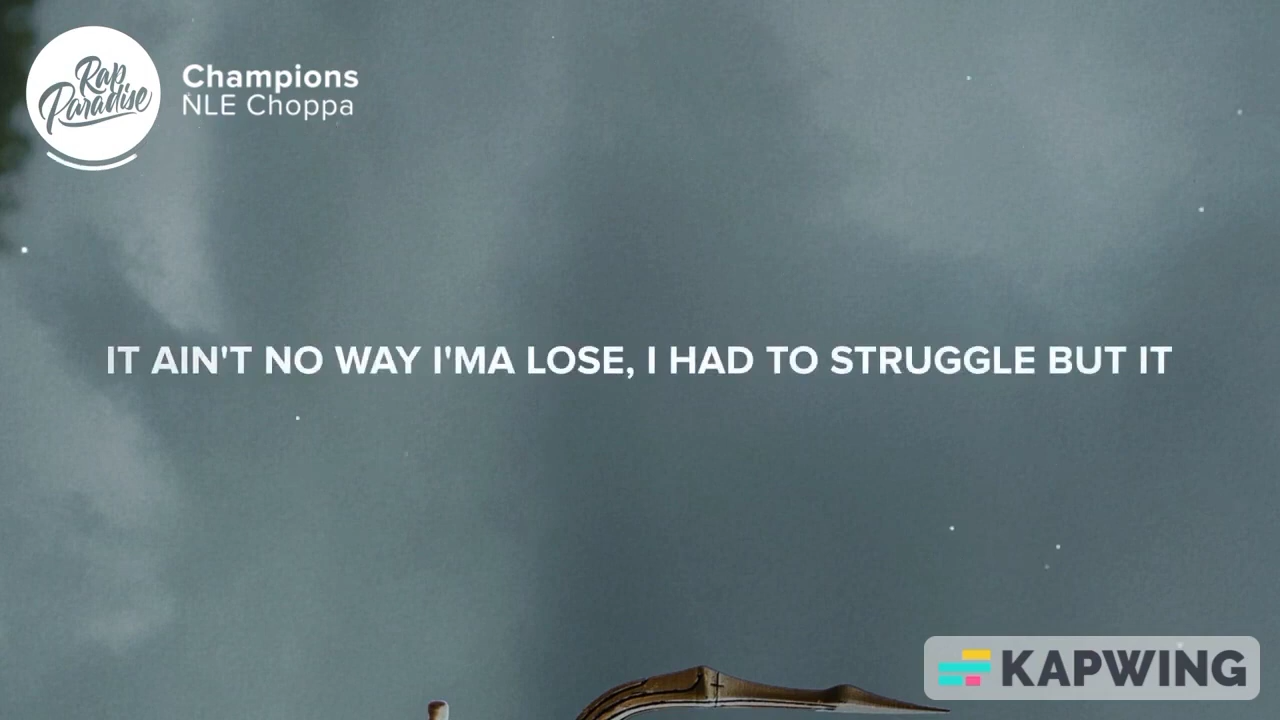 Rap
Paradise
Champions
NLE Choppa
IT AIN'T NO WAY I'MA LOSE, I HAD TO STRUGGLE BUT IT
KAPWING